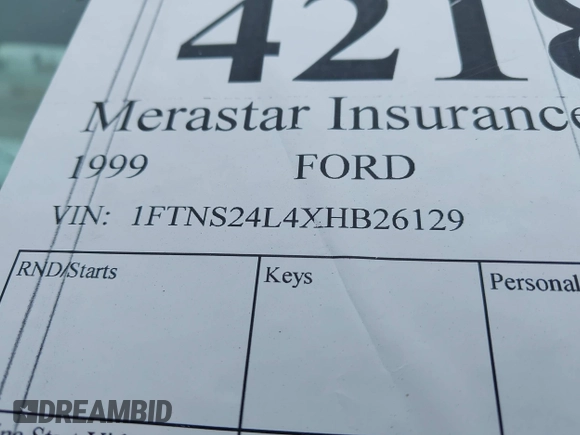 4218
Merastar Insurance
1999 FORD
VIN: 1FTNS24L4XHB26129
RND/Starts Keys Personal
DREAMBID